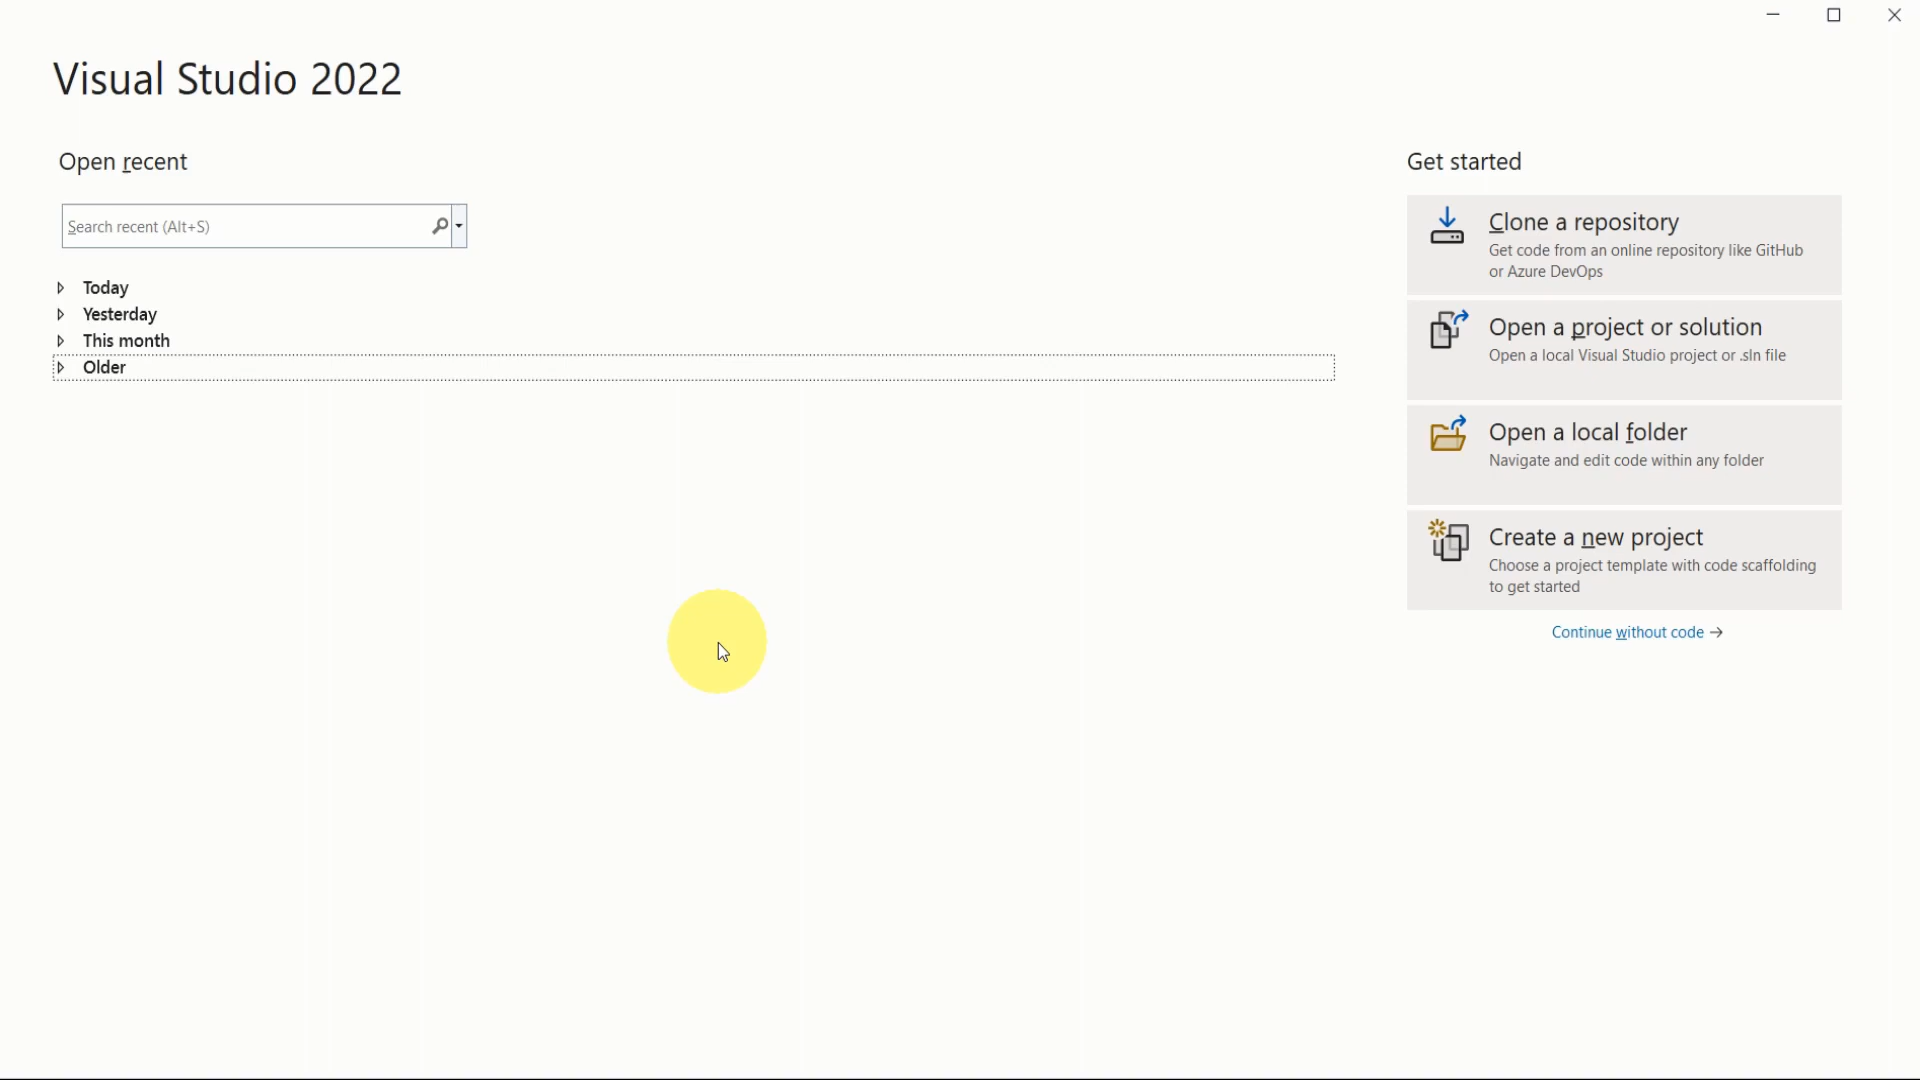 Visual Studio 2022
Open recent
Search recent (Alt+S)
Today
Yesterday
This month
Older
Get started
Clone a repository
Get code from an online repository like GitHub
or Azure DevOps
Open a project or solution
Open a local Visual Studio project or .sln file
Open a local folder
Navigate and edit code within any folder
Create a new project
Choose a project template with code scaffolding
to get started
Continue without code →